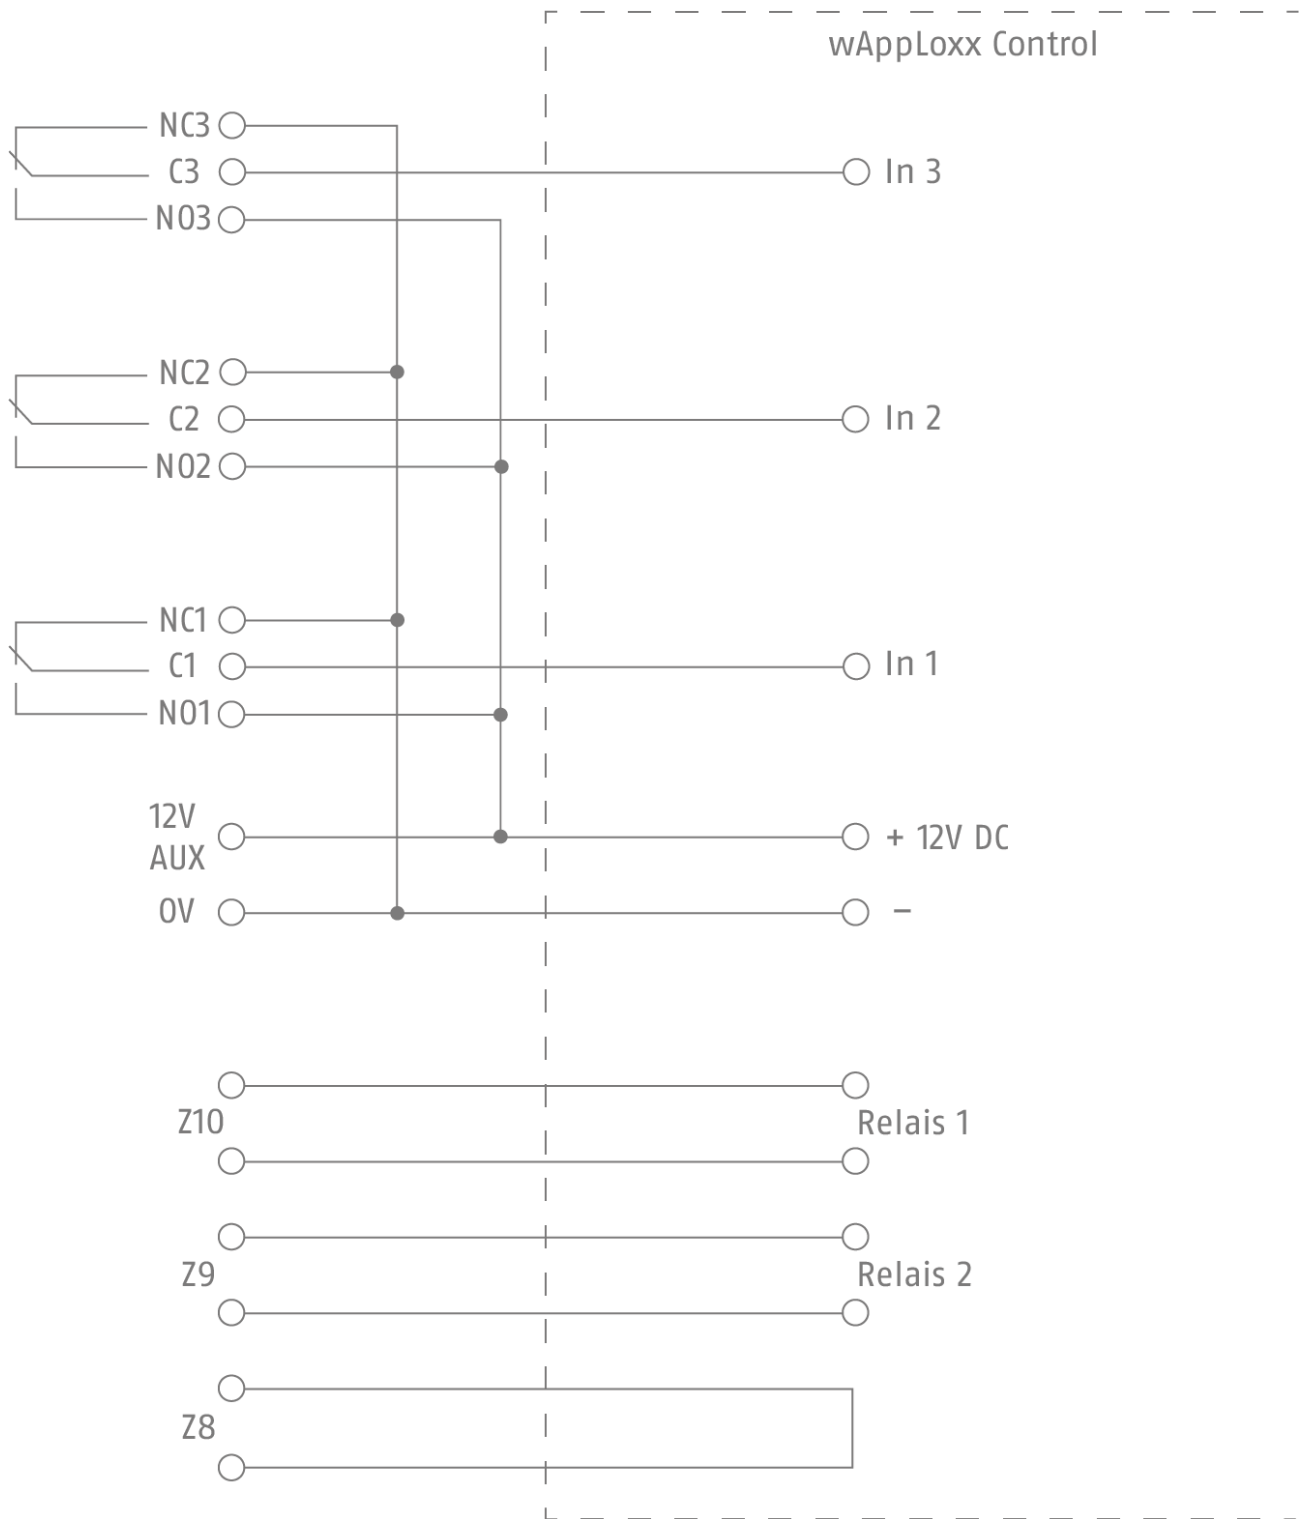 wAppLoxx Control
NC3
C3 In 3
NO3
NC2
C2 In 2
NO2
NC1
C1 In 1
NO1
12V
AUX + 12V DC
0V −
Z10 Relais 1
Z9 Relais 2
Z8